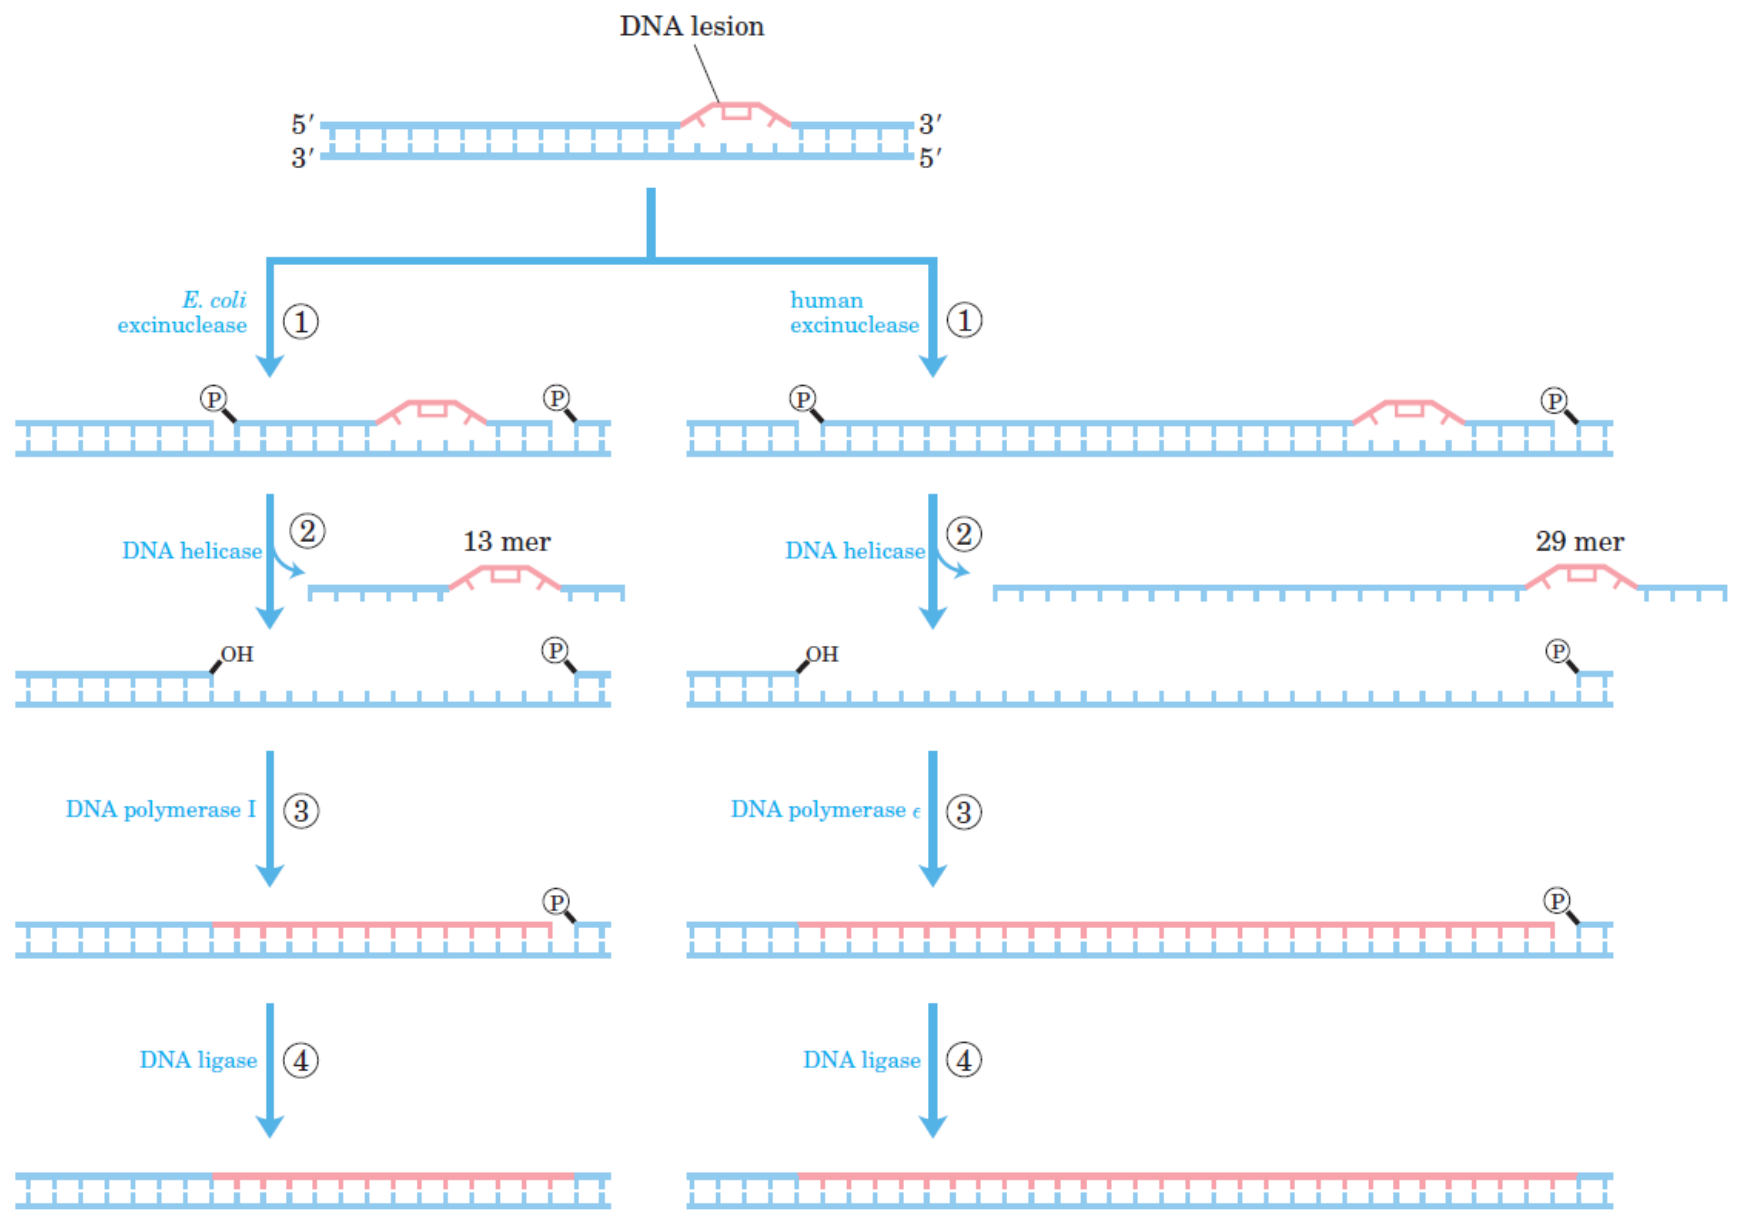 DNA lesion
5′ 3′
3′ 5′
E. coli
excinuclease
1
human
excinuclease
1
P P
P P
DNA helicase
2
13 mer
DNA helicase
2
29 mer
OH P
OH P
DNA polymerase I
3
DNA polymerase ϵ
3
P
P
DNA ligase
4
DNA ligase
4